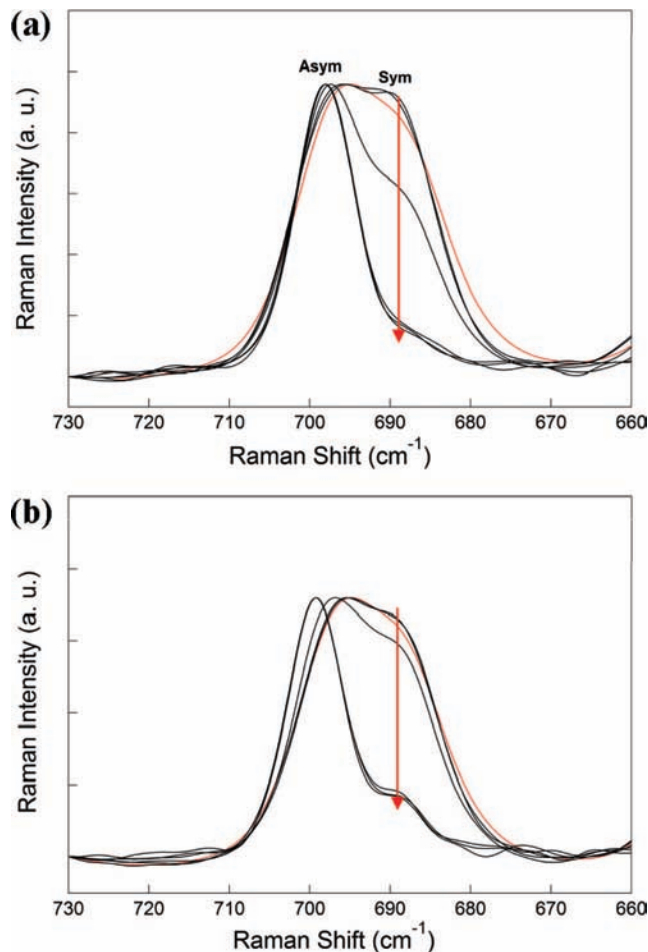 (a)
Asym Sym
Raman Intensity (a. u.)
730 720 710 700 690 680 670 660
Raman Shift (cm⁻¹)
(b)
Raman Intensity (a. u.)
730 720 710 700 690 680 670 660
Raman Shift (cm⁻¹)